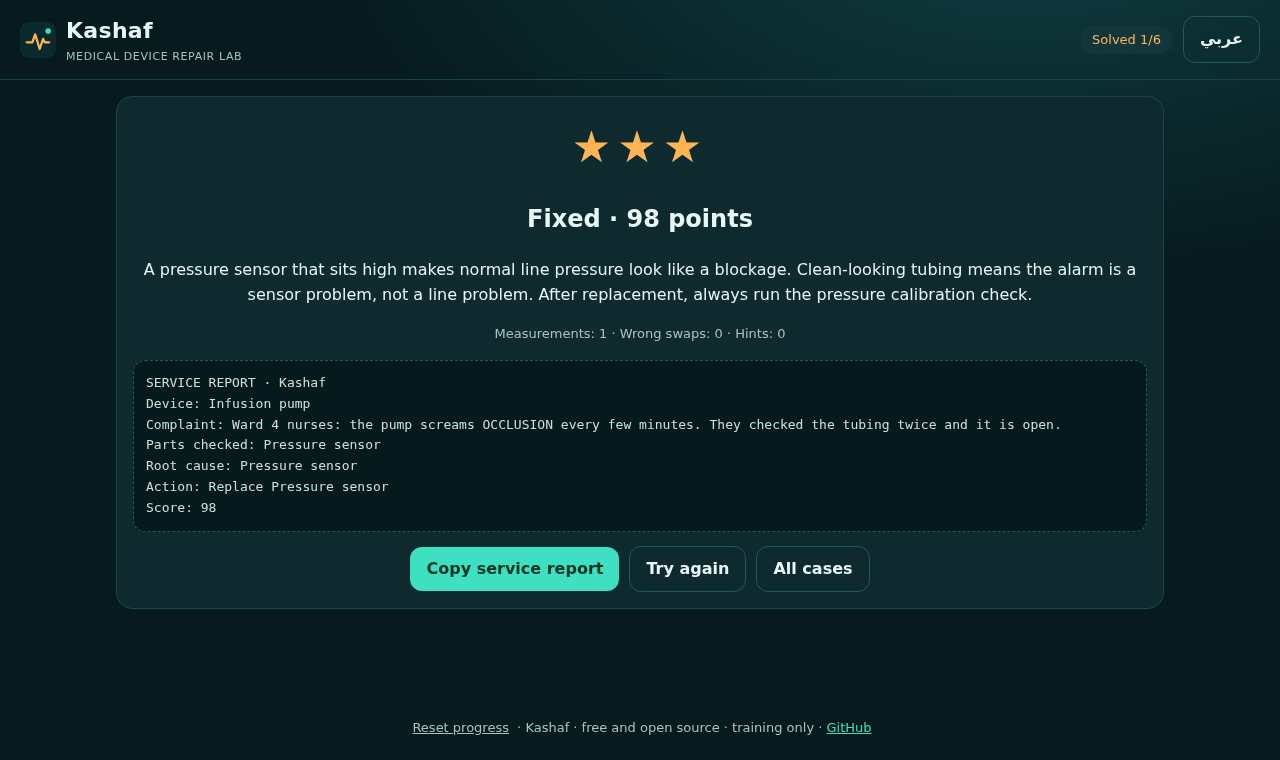 Kashaf
MEDICAL DEVICE REPAIR LAB
Solved 1/6
عربي
★ ★ ★
Fixed · 98 points
A pressure sensor that sits high makes normal line pressure look like a blockage. Clean-looking tubing means the alarm is a
sensor problem, not a line problem. After replacement, always run the pressure calibration check.
Measurements: 1 · Wrong swaps: 0 · Hints: 0
SERVICE REPORT · Kashaf
Device: Infusion pump
Complaint: Ward 4 nurses: the pump screams OCCLUSION every few minutes. They checked the tubing twice and it is open.
Parts checked: Pressure sensor
Root cause: Pressure sensor
Action: Replace Pressure sensor
Score: 98
Copy service report
Try again
All cases
Reset progress · Kashaf · free and open source · training only · GitHub